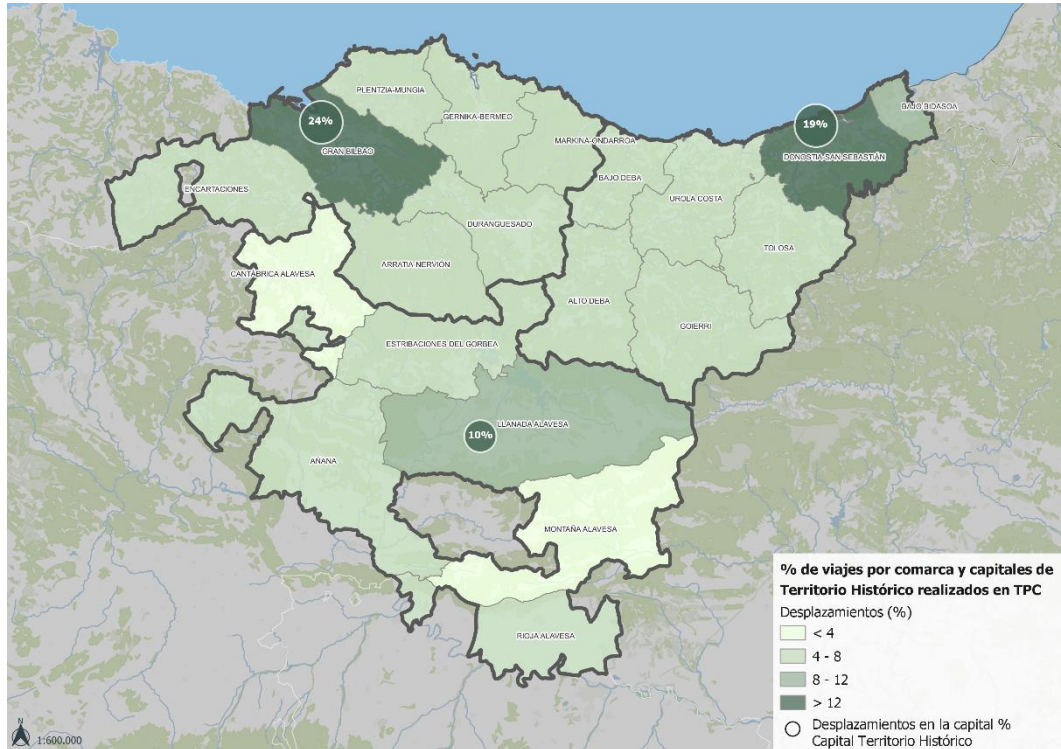 PLENTZIA-MUNGIA
BAJO BIDASOA
24%
19%
GERNIKA-BERMEO
MARKINA-ONDARROA
GRAN BILBAO
DONOSTIA-SAN SEBASTIÁN
BAJO DEBA
ENCARTACIONES
UROLA COSTA
DURANGUESADO
TOLOSA
ARRATIA-NERVIÓN
CANTÁBRICA ALAVESA
ALTO DEBA
GOIERRI
ESTRIBACIONES DEL GORBEA
LLANADA ALAVESA
10%
AÑANA
MONTAÑA ALAVESA
RIOJA ALAVESA
% de viajes por comarca y capitales de
Territorio Histórico realizados en TPC
Desplazamientos (%)
< 4
4 - 8
8 - 12
> 12
Desplazamientos en la capital %
Capital Territorio Histórico
N
1:600.000